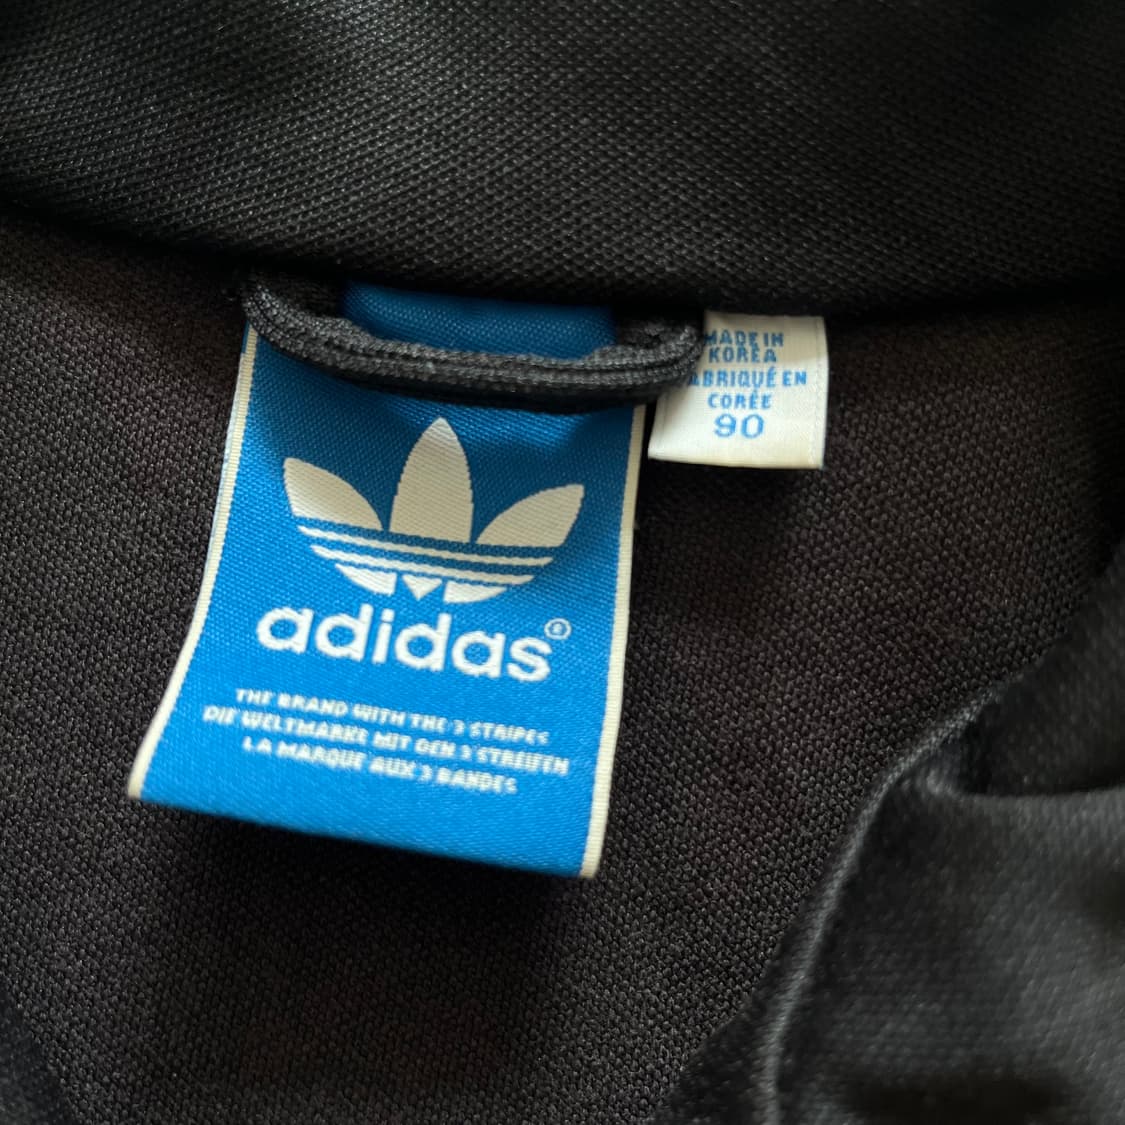 MADE IN
KOREA
FABRIQUÉ EN
CORÉE
90
adidas®
THE BRAND WITH THE 3 STRIPES
DIE WELTMARKE MIT DEN 3 STREIFEN
LA MARQUE AUX 3 BANDES